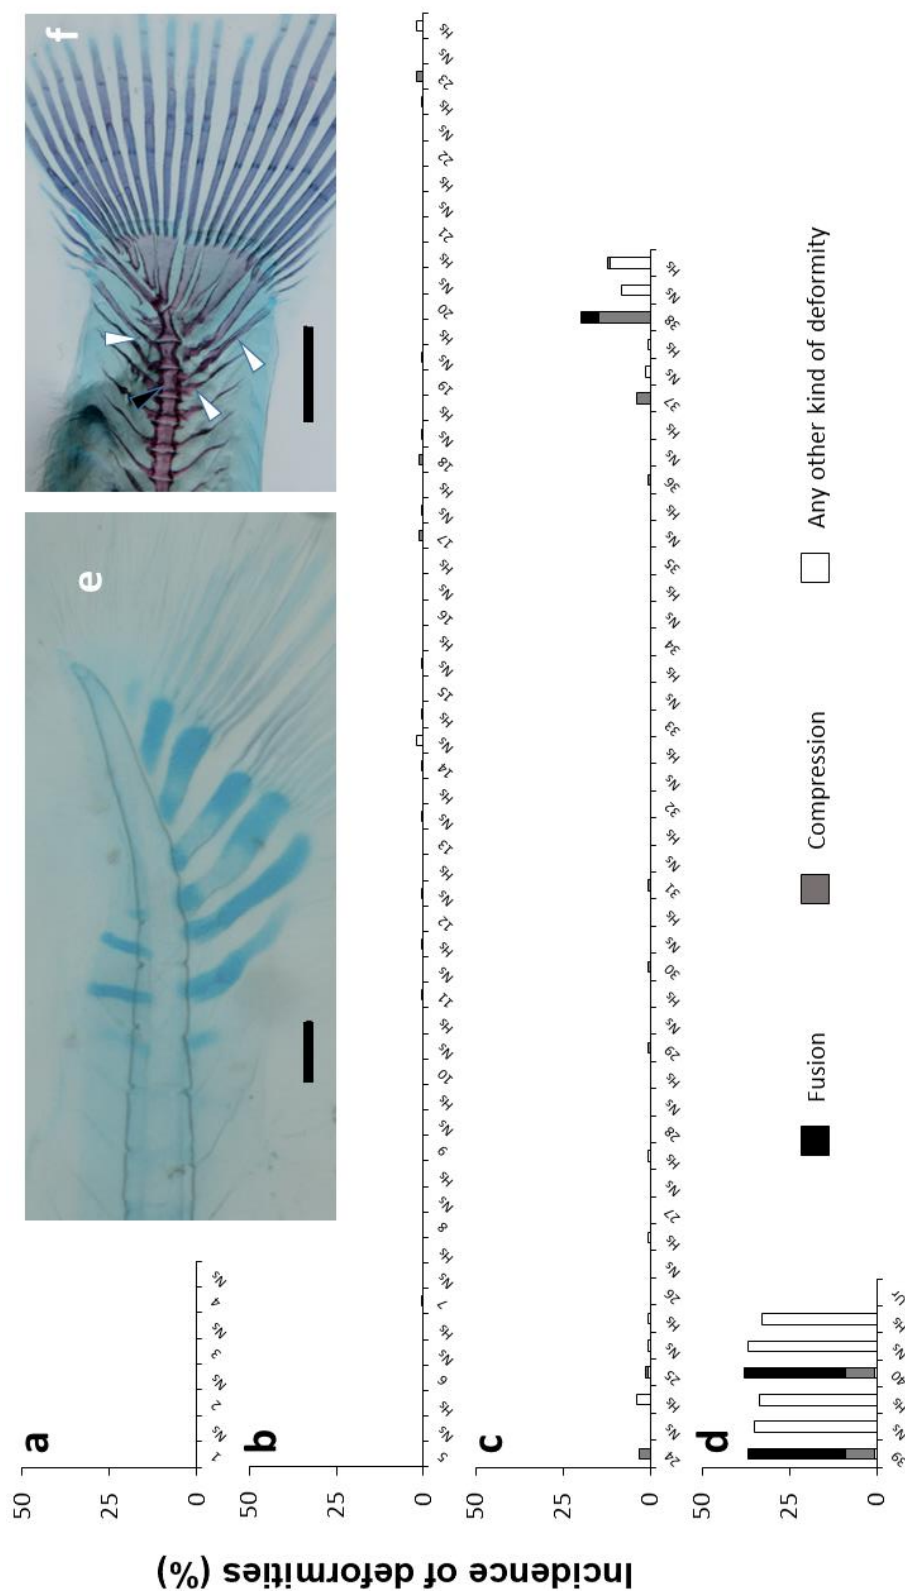 Incidence of deformities (%)
a
50
25
0
1 Ns 2 Ns 3 Ns 4 Ns
e
f
b
50
25
0
5 Ns Hs 6 Ns Hs 7 Ns Hs 8 Ns Hs 9 Ns Hs 10 Ns Hs 11 Ns Hs 12 Ns Hs 13 Ns Hs 14 Ns Hs 15 Ns Hs 16 Ns Hs 17 Ns Hs 18 Ns Hs 19 Ns Hs 20 Ns Hs 21 Ns Hs 22 Ns Hs 23 Ns Hs
c
50
25
0
24 Ns Hs 25 Ns Hs 26 Ns Hs 27 Ns Hs 28 Ns Hs 29 Ns Hs 30 Ns Hs 31 Ns Hs 32 Ns Hs 33 Ns Hs 34 Ns Hs 35 Ns Hs 36 Ns Hs 37 Ns Hs 38 Ns Hs
d
50
25
0
39 Ns Hs 40 Ns Hs Ur
Fusion
Compression
Any other kind of deformity